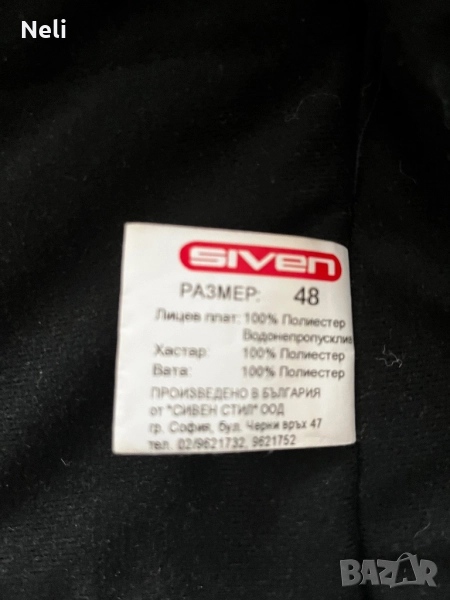 Neli
siven
РАЗМЕР: 48
Лицев плат: 100% Полиестер
Водонепропусклив
Хастар: 100% Полиестер
Вата: 100% Полиестер
ПРОИЗВЕДЕНО В БЪЛГАРИЯ
от "СИВЕН СТИЛ" ООД
гр. София, бул. Черни връх 47
тел. 02/9621732, 9621752
BAZAR